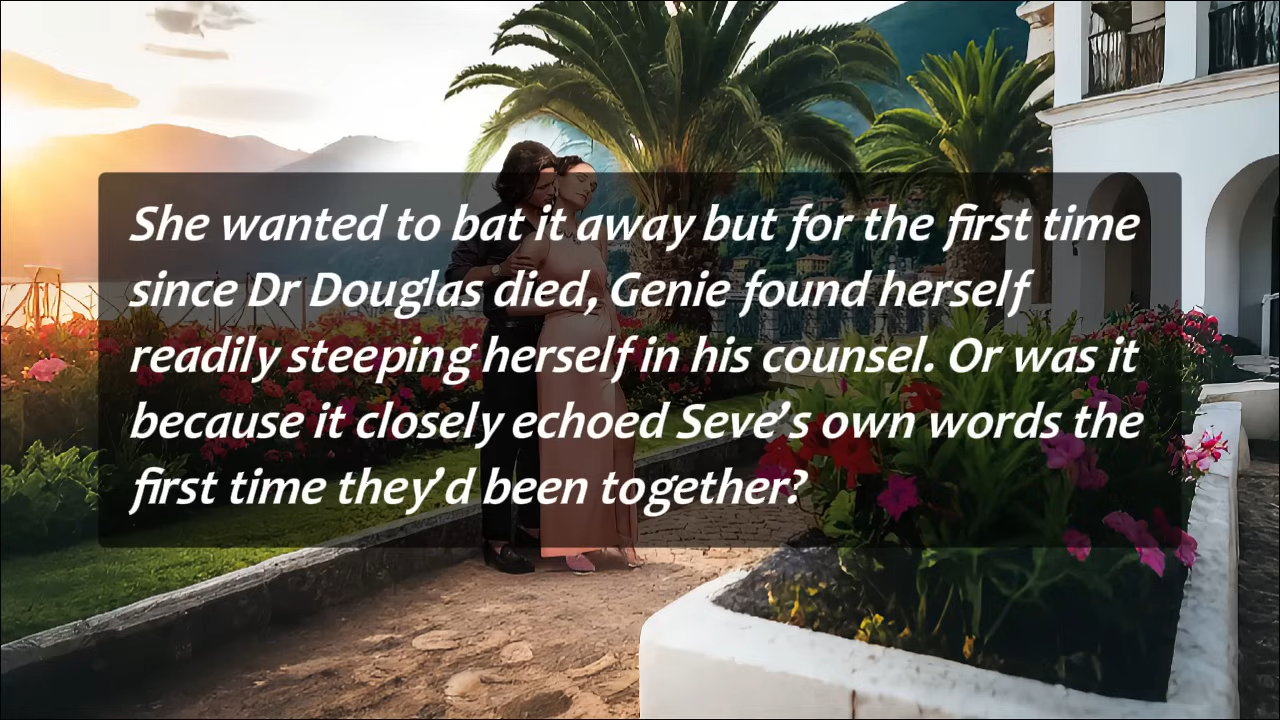 She wanted to bat it away but for the first time
since Dr Douglas died, Genie found herself
readily steeping herself in his counsel. Or was it
because it closely echoed Seve’s own words the
first time they’d been together?